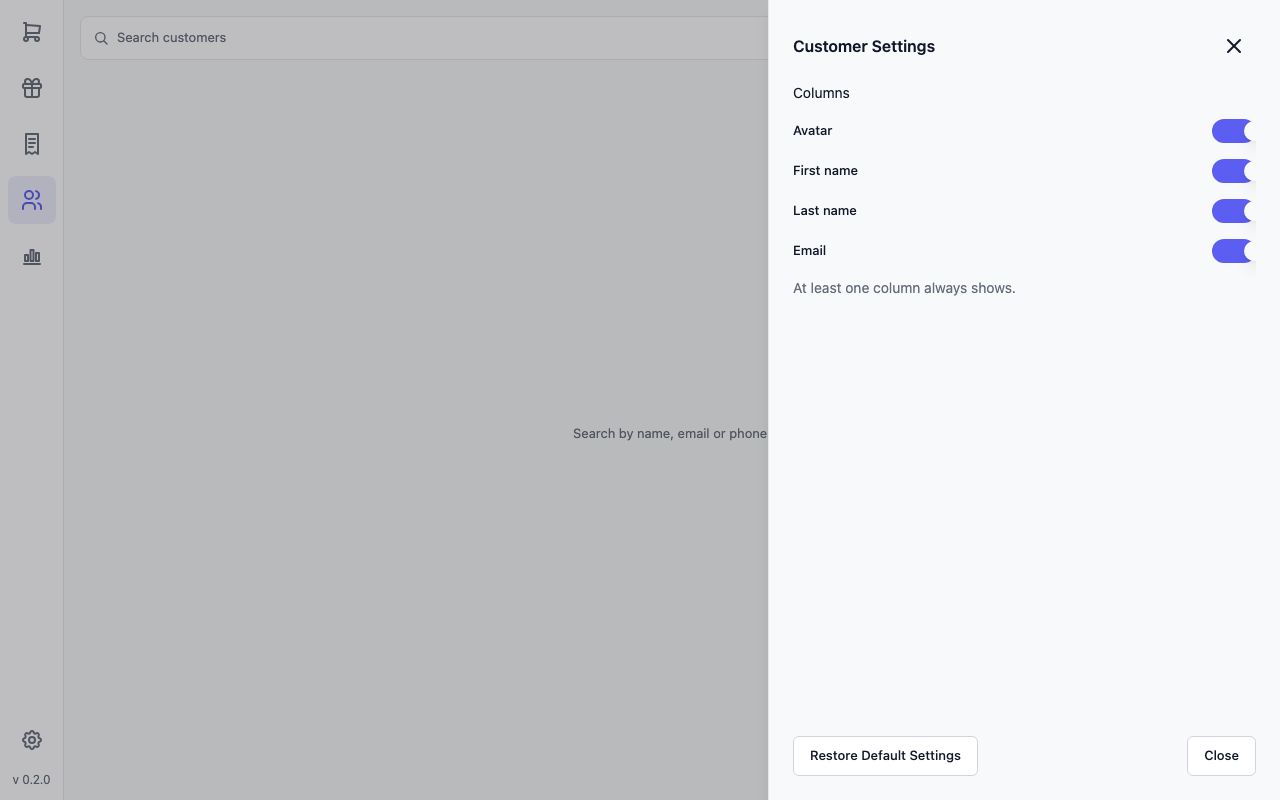 Search customers
Search by name, email or phone
v 0.2.0
Customer Settings
Columns
Avatar
First name
Last name
Email
At least one column always shows.
Restore Default Settings
Close